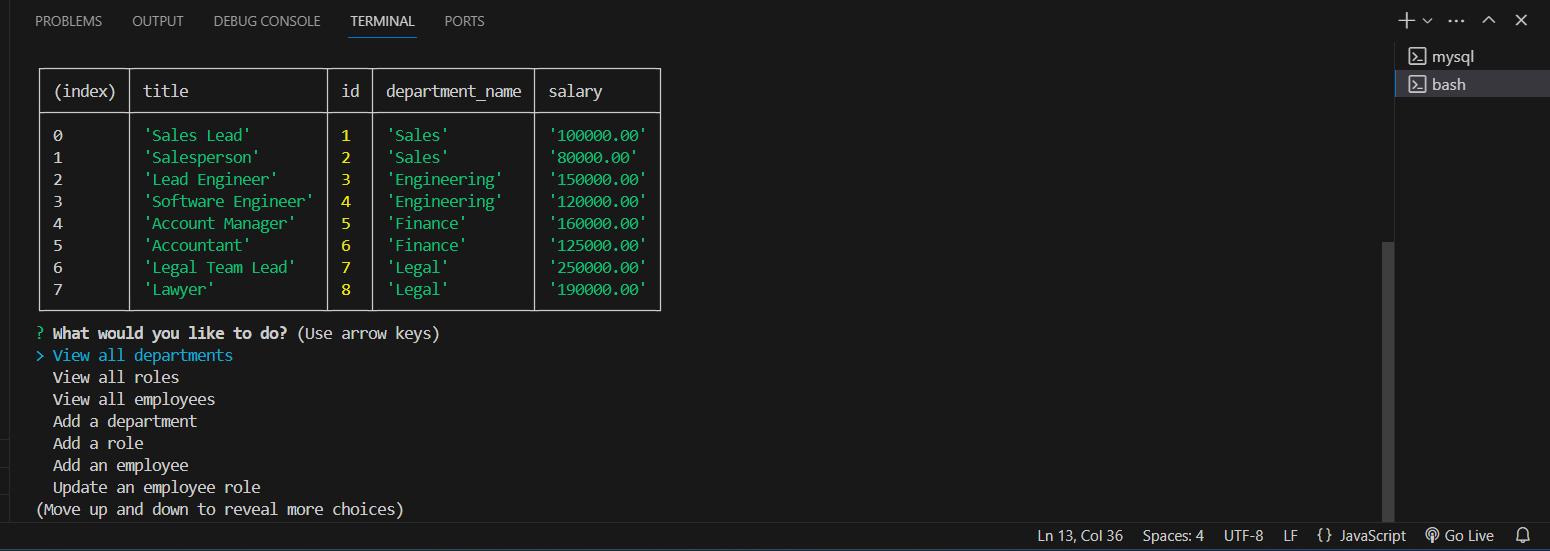 PROBLEMS OUTPUT DEBUG CONSOLE TERMINAL PORTS
mysql
bash
(index) title id department_name salary
0 'Sales Lead' 1 'Sales' '100000.00'
1 'Salesperson' 2 'Sales' '80000.00'
2 'Lead Engineer' 3 'Engineering' '150000.00'
3 'Software Engineer' 4 'Engineering' '120000.00'
4 'Account Manager' 5 'Finance' '160000.00'
5 'Accountant' 6 'Finance' '125000.00'
6 'Legal Team Lead' 7 'Legal' '250000.00'
7 'Lawyer' 8 'Legal' '190000.00'
? What would you like to do? (Use arrow keys)
> View all departments
View all roles
View all employees
Add a department
Add a role
Add an employee
Update an employee role
(Move up and down to reveal more choices)
Ln 13, Col 36 Spaces: 4 UTF-8 LF {} JavaScript Go Live